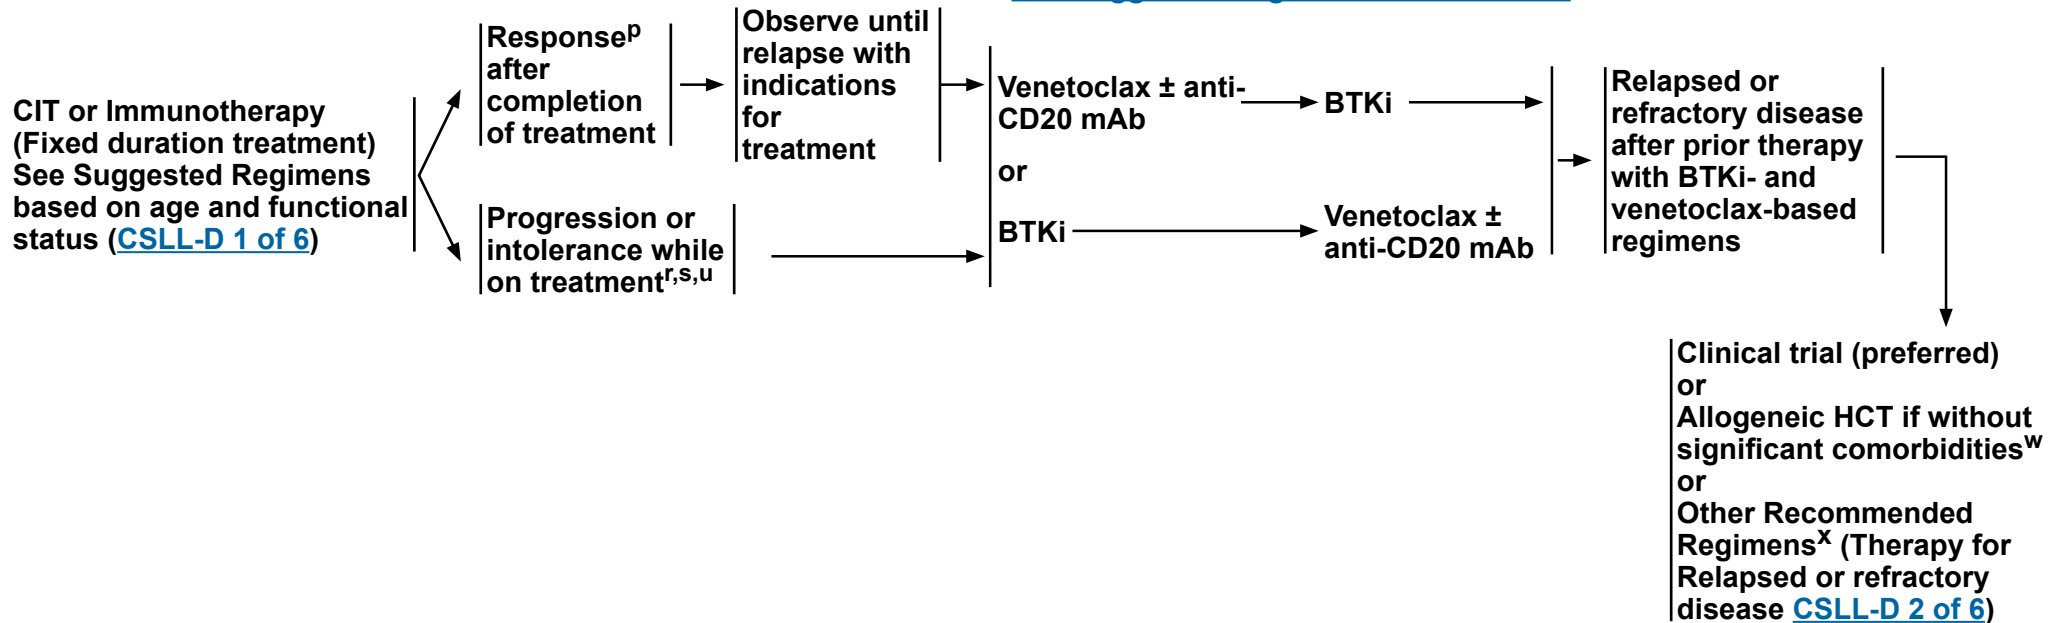 CIT or Immunotherapy
(Fixed duration treatment)
See Suggested Regimens
based on age and functional
status (CSLL-D 1 of 6)
Responseᵖ
after
completion
of treatment
Progression or
intolerance while
on treatmentʳ,ˢ,ᵘ
Observe until
relapse with
indications
for
treatment
Venetoclax ± anti-
CD20 mAb
or
BTKi
BTKi
Venetoclax ±
anti-CD20 mAb
Relapsed or
refractory disease
after prior therapy
with BTKi- and
venetoclax-based
regimens
Clinical trial (preferred)
or
Allogeneic HCT if without
significant comorbiditiesʷ
or
Other Recommended
Regimensˣ (Therapy for
Relapsed or refractory
disease CSLL-D 2 of 6)